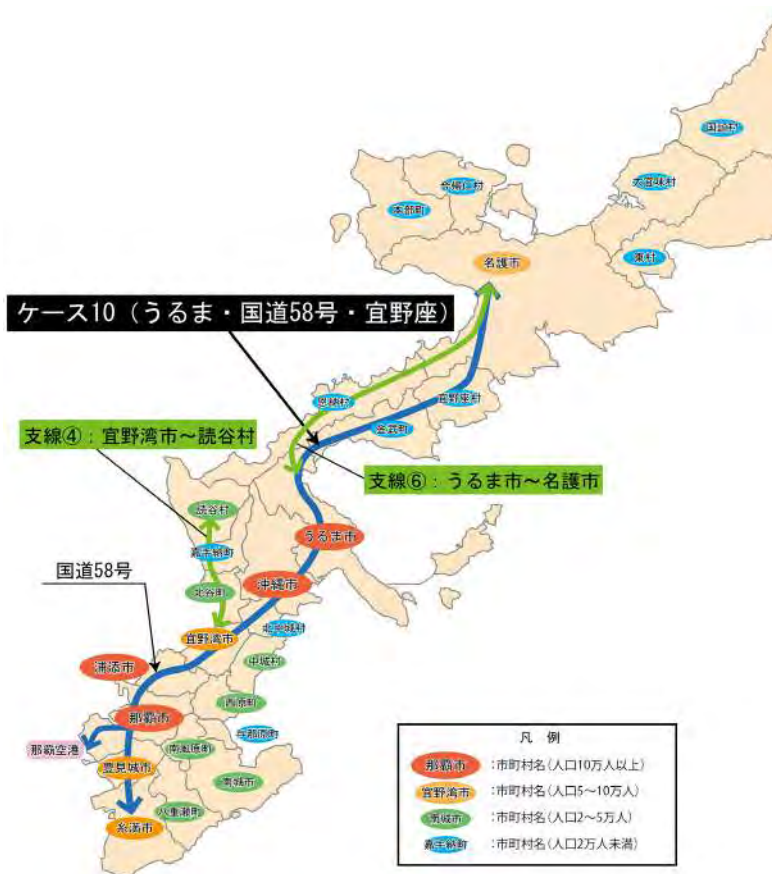 国頭村
大宜味村
今帰仁村
本部町
東村
名護市
ケース10（うるま・国道58号・宜野座）
恩納村
宜野座村
金武町
支線④：宜野湾市～読谷村
支線⑥：うるま市～名護市
読谷村
うるま市
嘉手納町
国道58号
沖縄市
北谷町
北中城村
宜野湾市
中城村
浦添市
西原町
那覇市
与那原町
那覇空港
南風原町
豊見城市
南城市
八重瀬町
糸満市
凡 例
那覇市 :市町村名(人口10万人以上)
宜野湾市 :市町村名(人口5～10万人)
南城市 :市町村名(人口2～5万人)
嘉手納町 :市町村名(人口2万人未満)